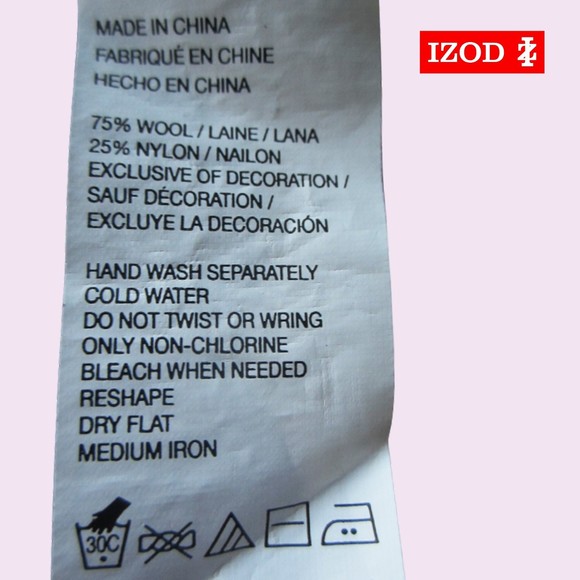 MADE IN CHINA
FABRIQUÉ EN CHINE
HECHO EN CHINA
IZOD
75% WOOL / LAINE / LANA
25% NYLON / NAILON
EXCLUSIVE OF DECORATION /
SAUF DÉCORATION /
EXCLUYE LA DECORACIÓN
HAND WASH SEPARATELY
COLD WATER
DO NOT TWIST OR WRING
ONLY NON-CHLORINE
BLEACH WHEN NEEDED
RESHAPE
DRY FLAT
MEDIUM IRON
30C